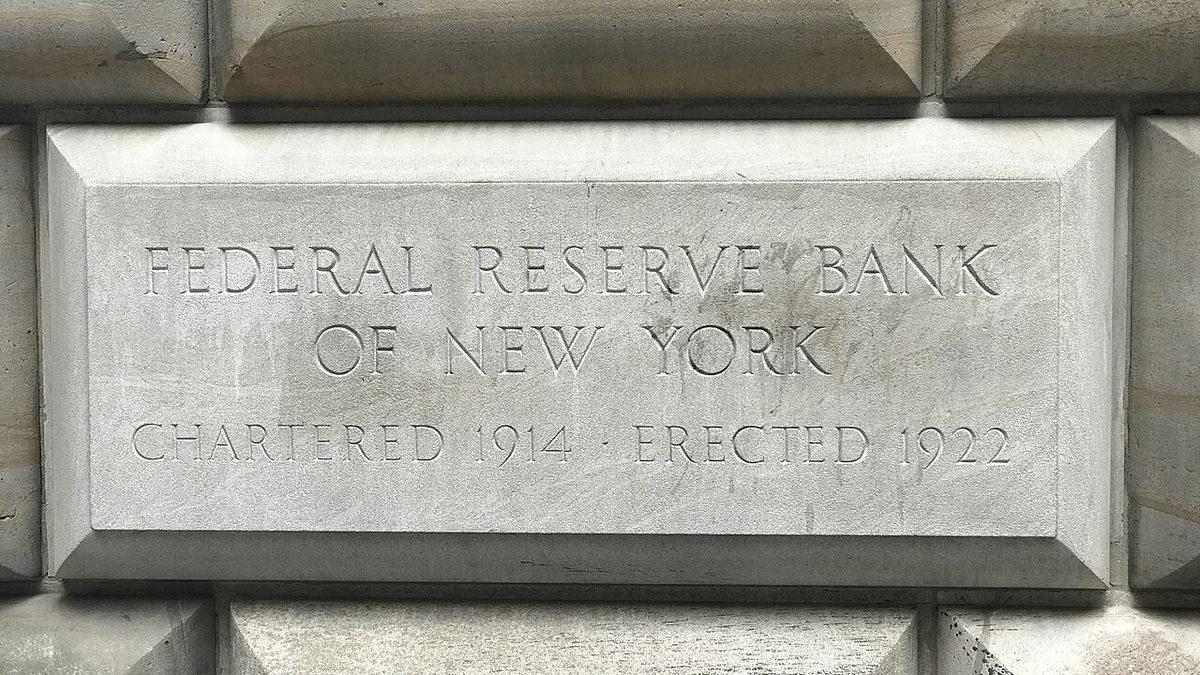 FEDERAL RESERVE BANK
OF NEW YORK
CHARTERED 1914 · ERECTED 1922